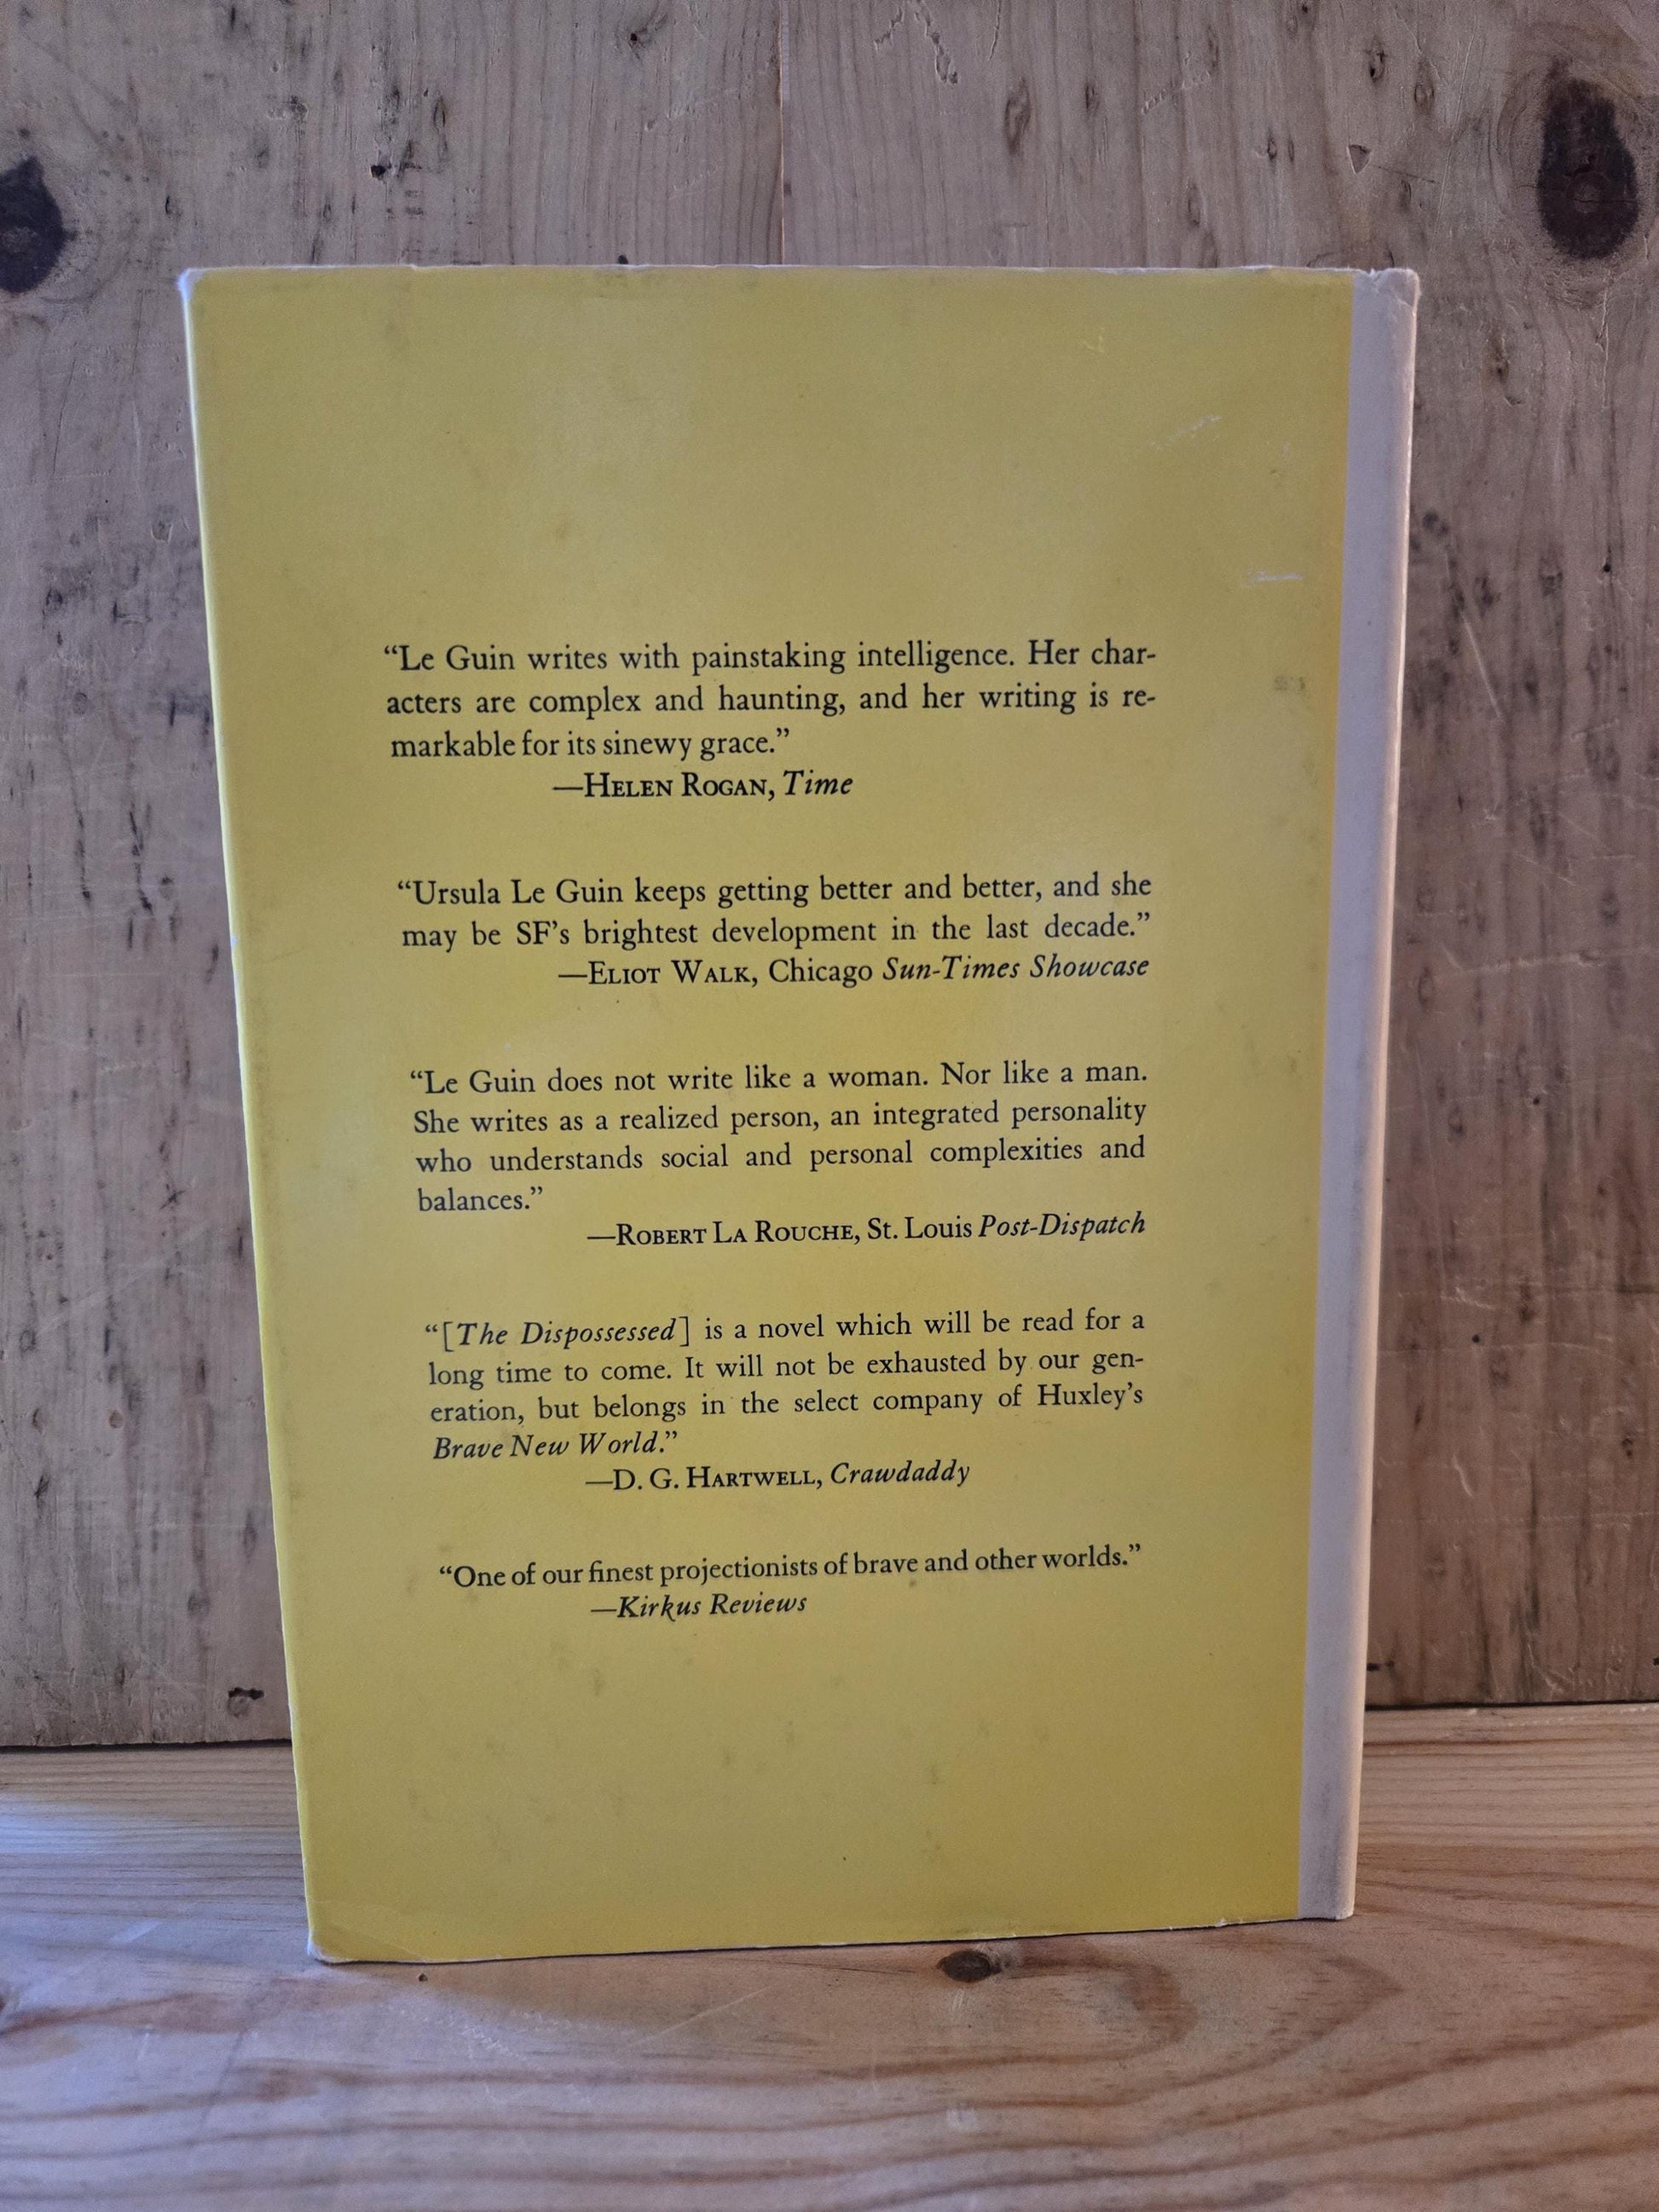 “Le Guin writes with painstaking intelligence. Her char-
acters are complex and haunting, and her writing is re-
markable for its sinewy grace.”
—HELEN ROGAN, Time
“Ursula Le Guin keeps getting better and better, and she
may be SF’s brightest development in the last decade.”
—ELIOT WALK, Chicago Sun-Times Showcase
“Le Guin does not write like a woman. Nor like a man.
She writes as a realized person, an integrated personality
who understands social and personal complexities and
balances.”
—ROBERT LA ROUCHE, St. Louis Post-Dispatch
“[The Dispossessed] is a novel which will be read for a
long time to come. It will not be exhausted by our gen-
eration, but belongs in the select company of Huxley’s
Brave New World.”
—D. G. HARTWELL, Crawdaddy
“One of our finest projectionists of brave and other worlds.”
—Kirkus Reviews